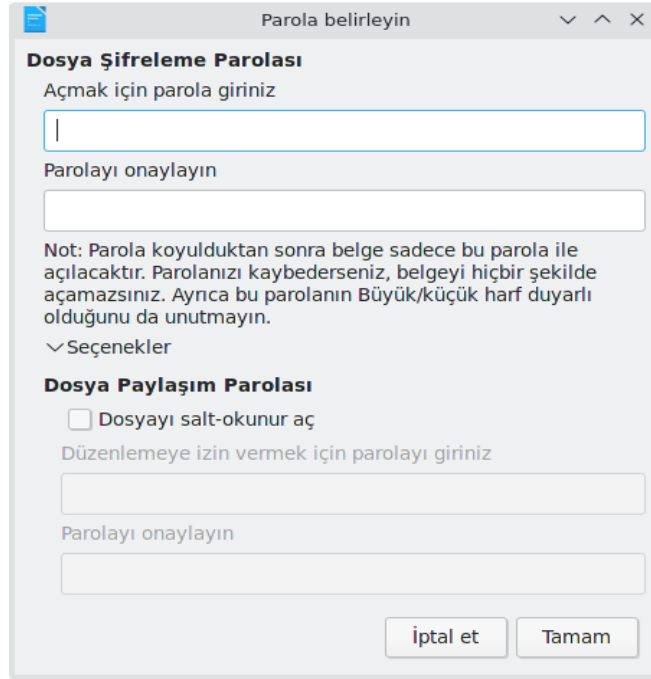 Parola belirleyin
Dosya Şifreleme Parolası
Açmak için parola giriniz
Parolayı onaylayın
Not: Parola koyulduktan sonra belge sadece bu parola ile
açılacaktır. Parolanızı kaybederseniz, belgeyi hiçbir şekilde
açamazsınız. Ayrıca bu parolanın Büyük/küçük harf duyarlı
olduğunu da unutmayın.
Seçenekler
Dosya Paylaşım Parolası
Dosyayı salt-okunur aç
Düzenlemeye izin vermek için parolayı giriniz
Parolayı onaylayın
İptal et Tamam